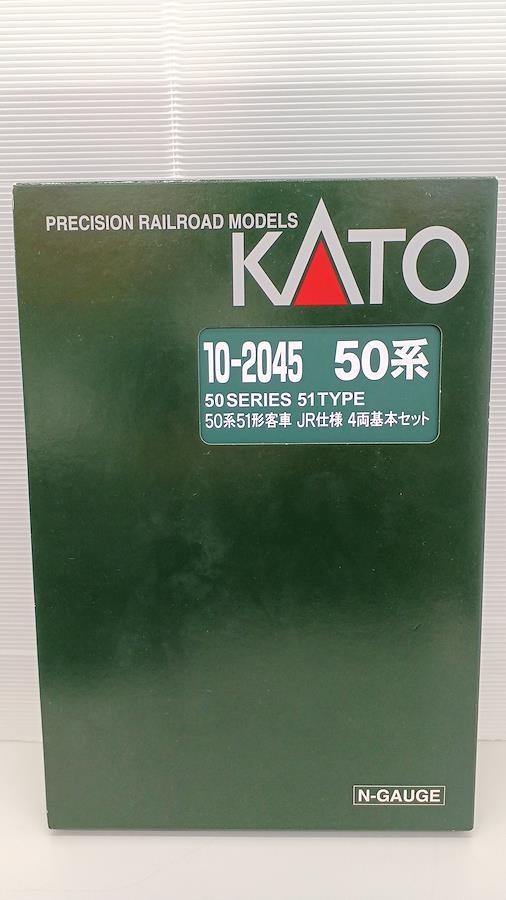 PRECISION RAILROAD MODELS
KATO
10-2045 50系
50 SERIES 51 TYPE
50系51形客車 JR仕様 4両基本セット
N-GAUGE